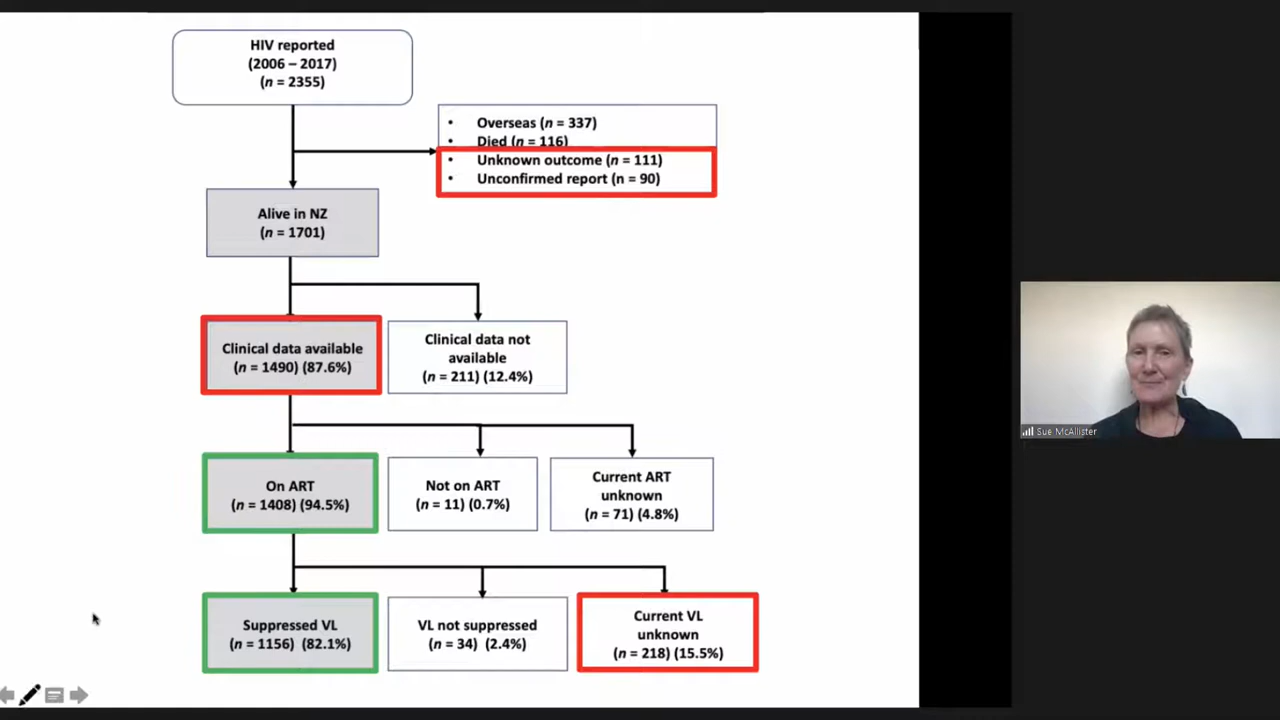 HIV reported
(2006 – 2017)
(n = 2355)
• Overseas (n = 337)
• Died (n = 116)
• Unknown outcome (n = 111)
• Unconfirmed report (n = 90)
Alive in NZ
(n = 1701)
Clinical data available
(n = 1490) (87.6%)
Clinical data not
available
(n = 211) (12.4%)
On ART
(n = 1408) (94.5%)
Not on ART
(n = 11) (0.7%)
Current ART
unknown
(n = 71) (4.8%)
Suppressed VL
(n = 1156) (82.1%)
VL not suppressed
(n = 34) (2.4%)
Current VL
unknown
(n = 218) (15.5%)
Sue McAllister